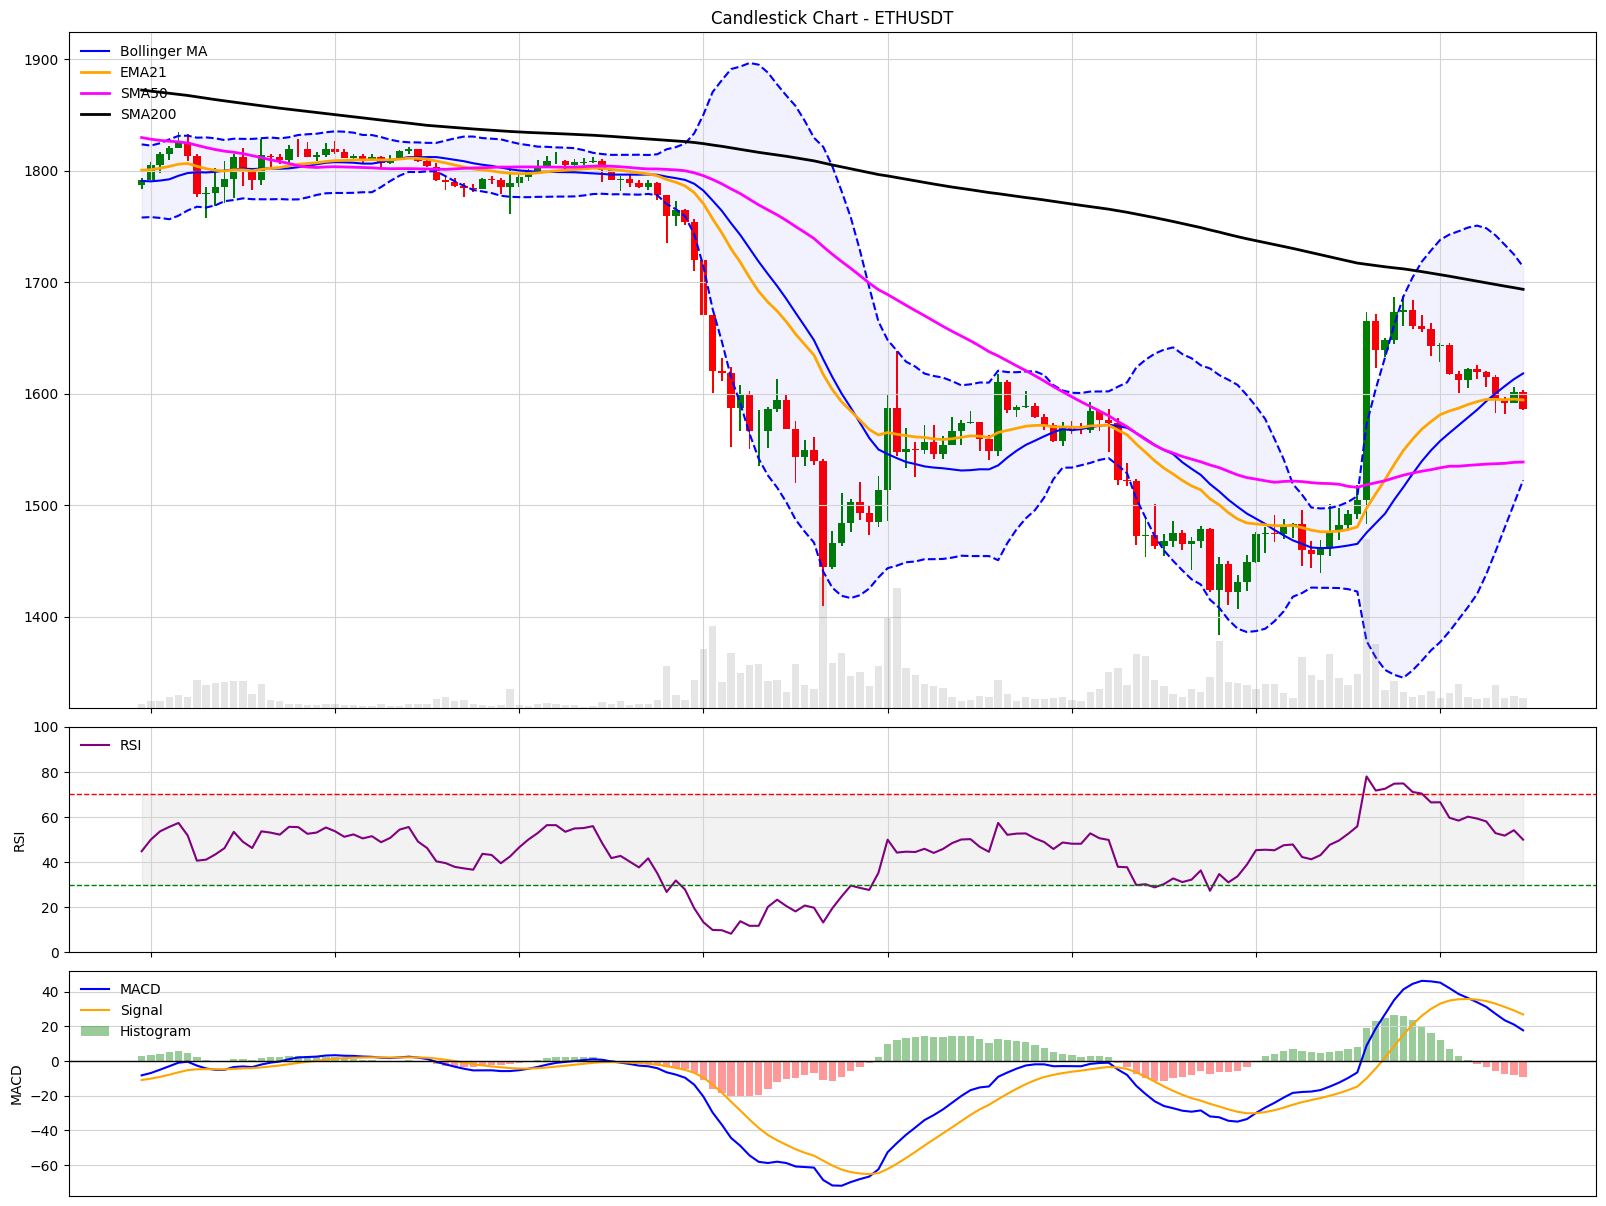 Candlestick Chart - ETHUSDT
1900
1800
1700
1600
1500
1400
Bollinger MA
EMA21
SMA50
SMA200
100
80
60
40
20
0
RSI
RSI
40
20
0
−20
−40
−60
MACD
MACD
Signal
Histogram